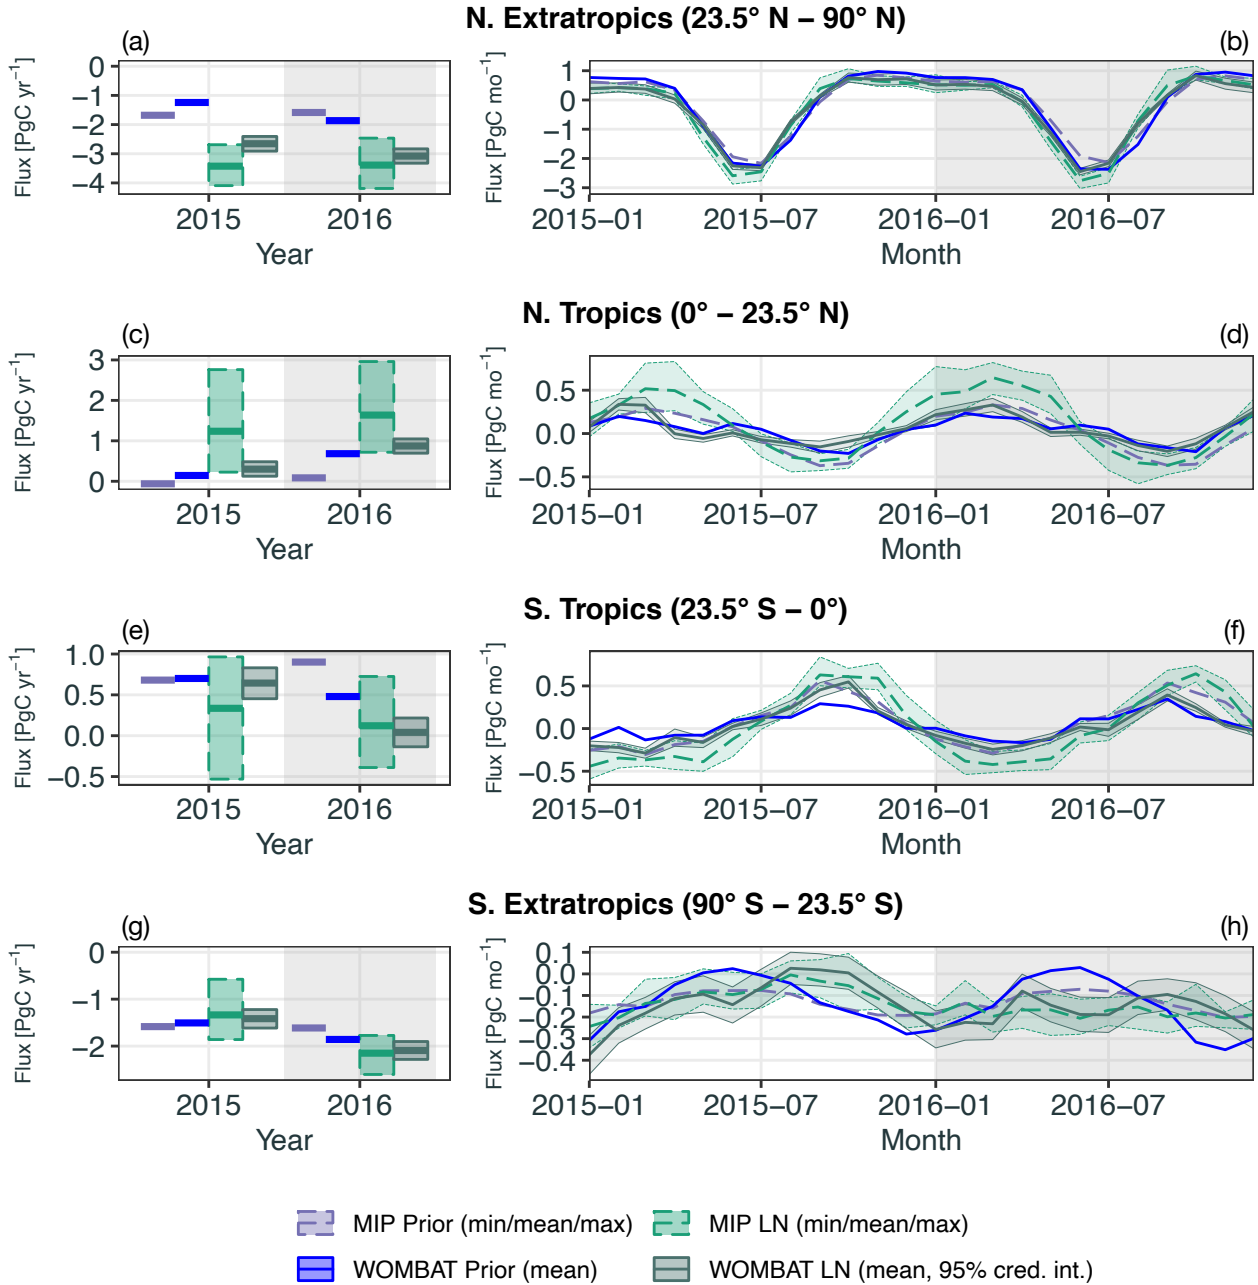 N. Extratropics (23.5° N – 90° N)
(a)
(b)
Flux [PgC yr⁻¹]
0
−1
−2
−3
−4
2015
2016
Year
Flux [PgC mo⁻¹]
1
0
−1
−2
−3
2015−01
2015−07
2016−01
2016−07
Month
N. Tropics (0° – 23.5° N)
(c)
(d)
Flux [PgC yr⁻¹]
3
2
1
0
2015
2016
Year
Flux [PgC mo⁻¹]
0.5
0.0
−0.5
2015−01
2015−07
2016−01
2016−07
Month
S. Tropics (23.5° S – 0°)
(e)
(f)
Flux [PgC yr⁻¹]
1.0
0.5
0.0
−0.5
2015
2016
Year
Flux [PgC mo⁻¹]
0.5
0.0
−0.5
2015−01
2015−07
2016−01
2016−07
Month
S. Extratropics (90° S – 23.5° S)
(g)
(h)
Flux [PgC yr⁻¹]
0
−1
−2
2015
2016
Year
Flux [PgC mo⁻¹]
0.1
0.0
−0.1
−0.2
−0.3
−0.4
2015−01
2015−07
2016−01
2016−07
Month
MIP Prior (min/mean/max)
MIP LN (min/mean/max)
WOMBAT Prior (mean)
WOMBAT LN (mean, 95% cred. int.)